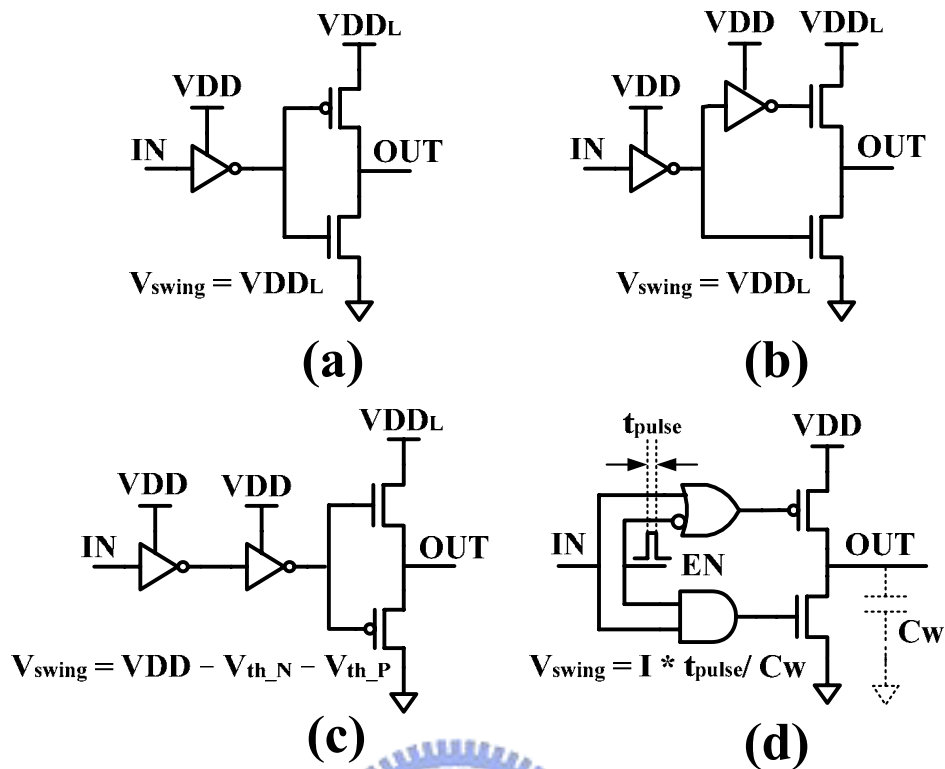 VDDL
VDD
IN
OUT
Vswing = VDDL
(a)
VDD
VDDL
VDD
IN
OUT
Vswing = VDDL
(b)
VDDL
VDD
VDD
IN
OUT
Vswing = VDD − Vth_N − Vth_P
(c)
tpulse
VDD
IN
EN
OUT
Cw
Vswing = I * tpulse/ Cw
(d)